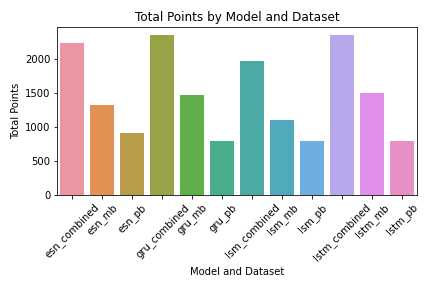 Total Points by Model and Dataset
Total Points
2000
1500
1000
500
0
esn_combined
esn_mb
esn_pb
gru_combined
gru_mb
gru_pb
lsm_combined
lsm_mb
lsm_pb
lstm_combined
lstm_mb
lstm_pb
Model and Dataset